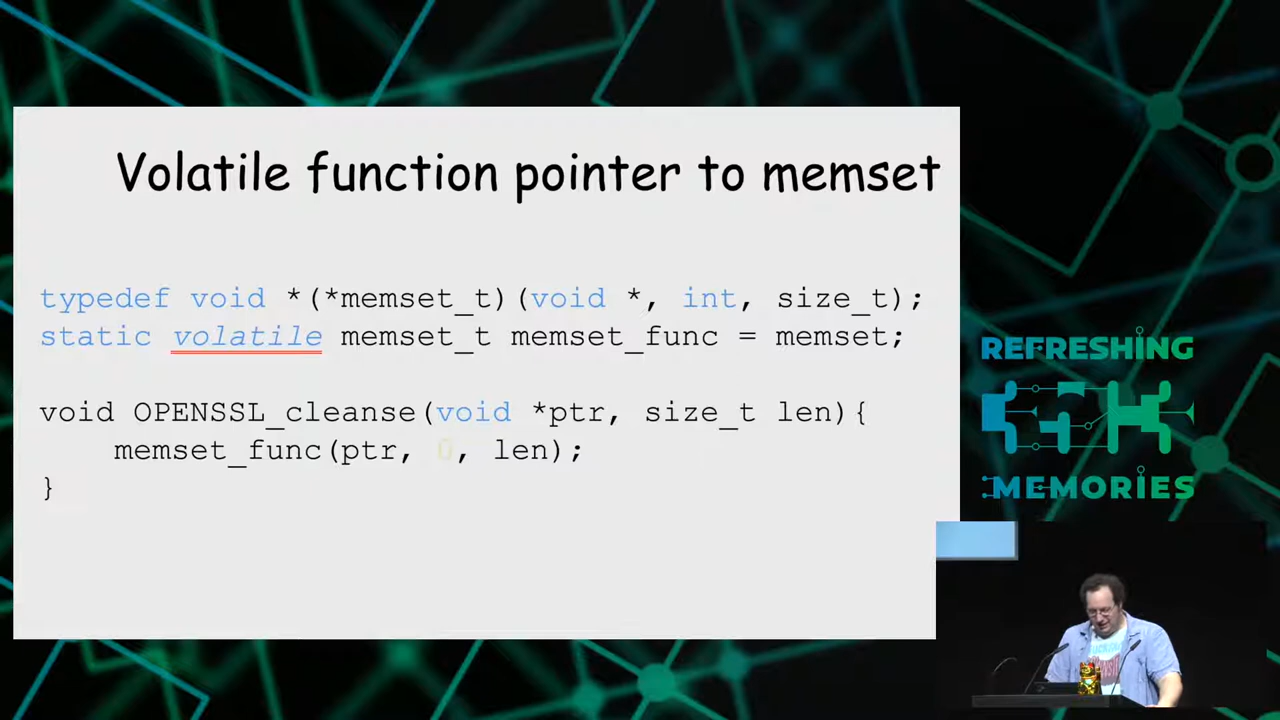 Volatile function pointer to memset
typedef void *(*memset_t)(void *, int, size_t);
static volatile memset_t memset_func = memset;
void OPENSSL_cleanse(void *ptr, size_t len){
memset_func(ptr, 0, len);
}
REFRESHING
MEMORIES